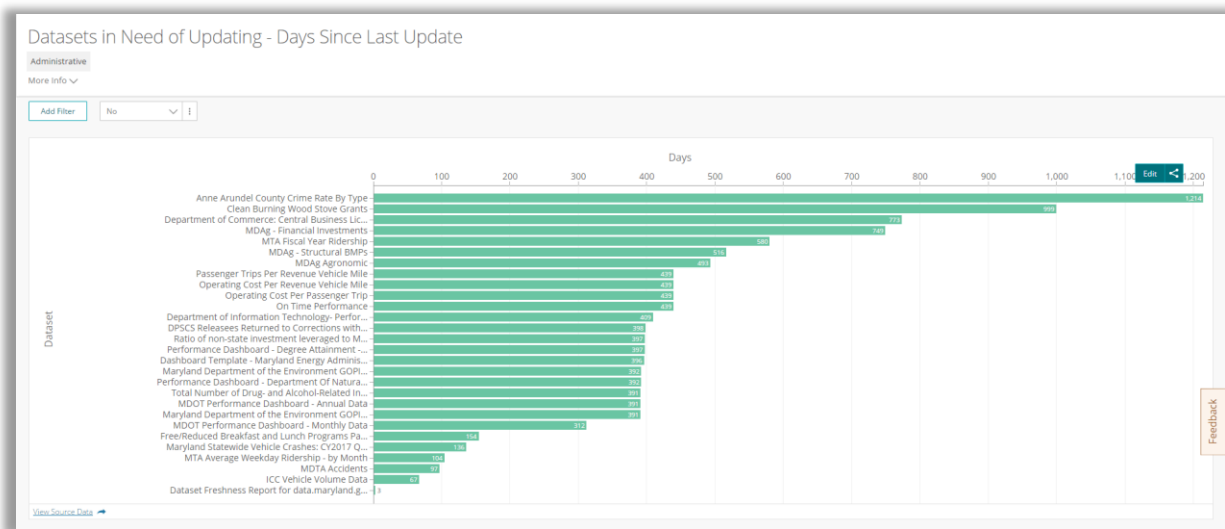 Datasets in Need of Updating - Days Since Last Update
Administrative
More Info
Add Filter No
Days
0 100 200 300 400 500 600 700 800 900 1,000 1,100 1,200
Edit
Anne Arundel County Crime Rate By Type 1,214
Clean Burning Wood Stove Grants 999
Department of Commerce: Central Business Lic... 773
MDAg - Financial Investments 749
MTA Fiscal Year Ridership 580
MDAg - Structural BMPs 516
MDAg Agronomic 493
Passenger Trips Per Revenue Vehicle Mile 439
Operating Cost Per Revenue Vehicle Mile 439
Operating Cost Per Passenger Trip 439
On Time Performance 439
Department of Information Technology- Perfor... 409
DPSCS Releasees Returned to Corrections with... 398
Ratio of non-state investment leveraged to M... 397
Performance Dashboard - Degree Attainment -... 397
Dashboard Template - Maryland Energy Adminis... 396
Maryland Department of the Environment GOPI... 392
Performance Dashboard - Department Of Natura... 392
Total Number of Drug- and Alcohol-Related In... 391
MDOT Performance Dashboard - Annual Data 391
Maryland Department of the Environment GOPI... 391
MDOT Performance Dashboard - Monthly Data 312
Free/Reduced Breakfast and Lunch Programs Pa... 154
Maryland Statewide Vehicle Crashes: CY2017 Q... 136
MTA Average Weekday Ridership - by Month 104
MDTA Accidents 97
ICC Vehicle Volume Data 67
Dataset Freshness Report for data.maryland.g...
Dataset
Feedback
View Source Data